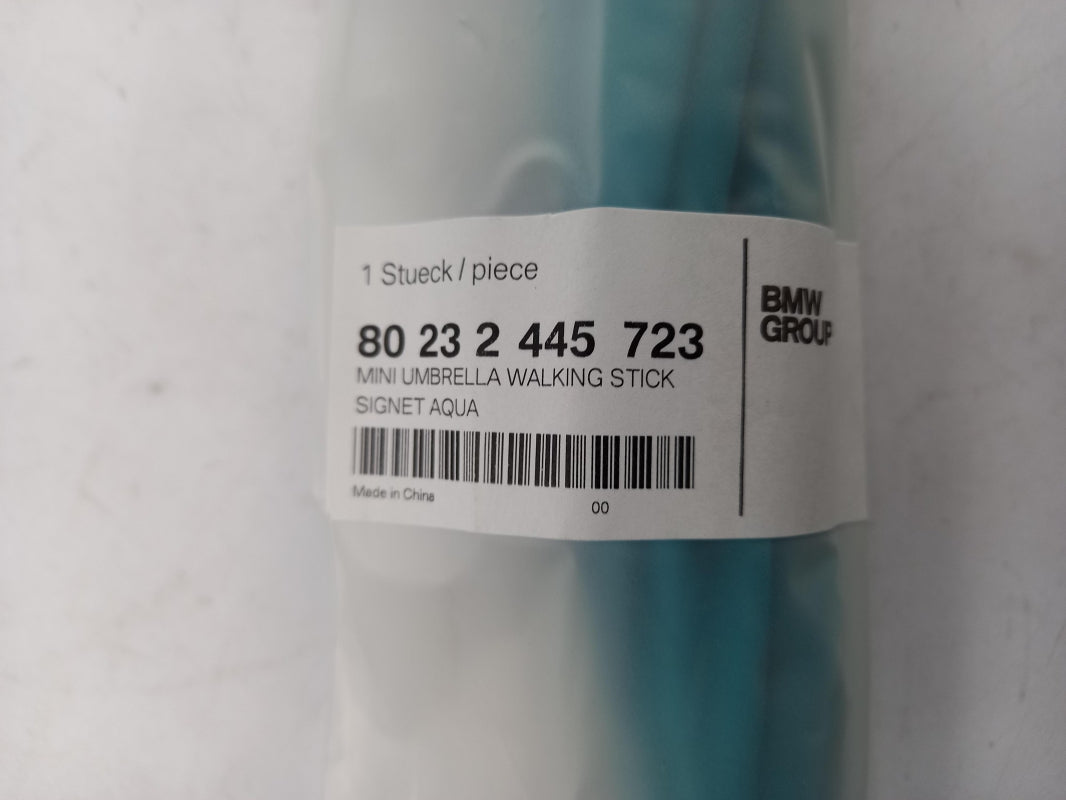 1 Stueck / piece
80 23 2 445 723
MINI UMBRELLA WALKING STICK
SIGNET AQUA
Made in China
00
BMW
GROUP